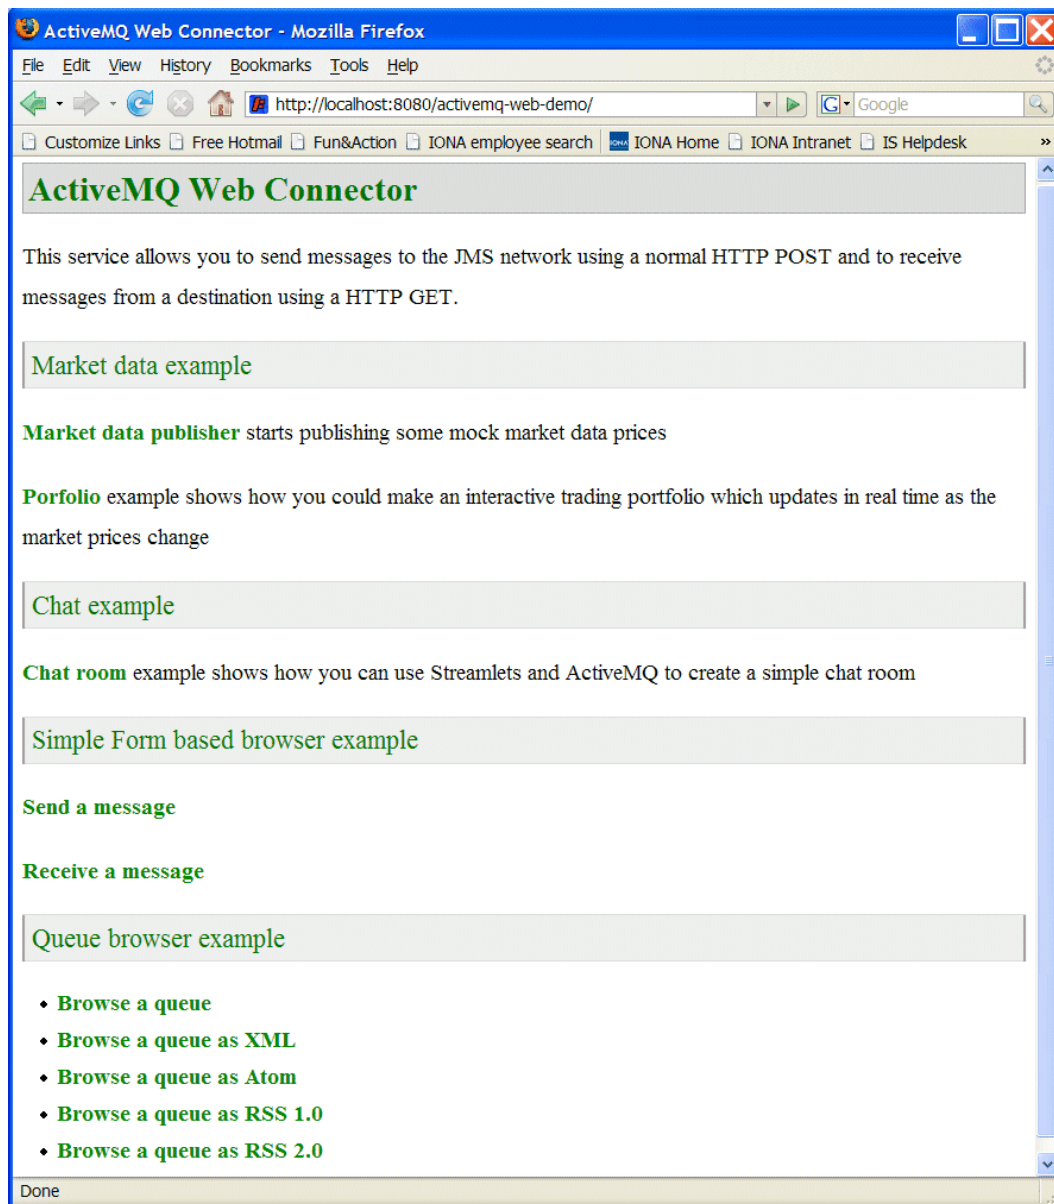 ActiveMQ Web Connector - Mozilla Firefox
File Edit View History Bookmarks Tools Help
http://localhost:8080/activemq-web-demo/ G Google
Customize Links Free Hotmail Fun&Action IONA employee search IONA IONA Home IONA Intranet IS Helpdesk »
ActiveMQ Web Connector
This service allows you to send messages to the JMS network using a normal HTTP POST and to receive
messages from a destination using a HTTP GET.
Market data example
Market data publisher starts publishing some mock market data prices
Porfolio example shows how you could make an interactive trading portfolio which updates in real time as the
market prices change
Chat example
Chat room example shows how you can use Streamlets and ActiveMQ to create a simple chat room
Simple Form based browser example
Send a message
Receive a message
Queue browser example
Browse a queue
Browse a queue as XML
Browse a queue as Atom
Browse a queue as RSS 1.0
Browse a queue as RSS 2.0
Done